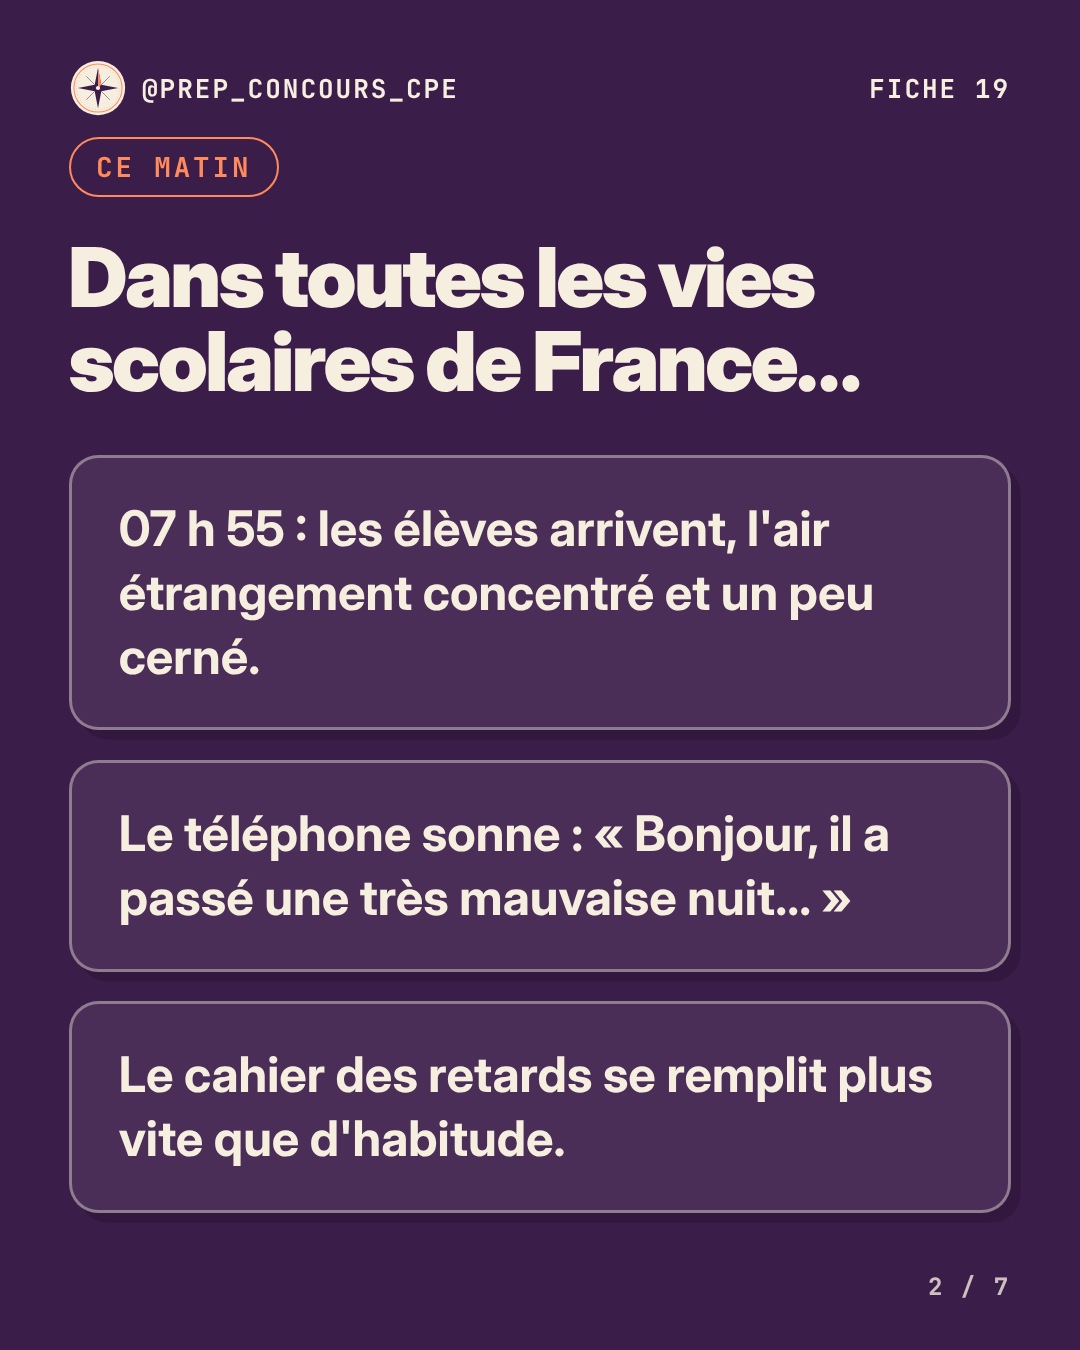 @PREP_CONCOURS_CPE
FICHE 19
CE MATIN
Dans toutes les vies
scolaires de France...
07 h 55 : les élèves arrivent, l'air
étrangement concentré et un peu
cerné.
Le téléphone sonne : « Bonjour, il a
passé une très mauvaise nuit... »
Le cahier des retards se remplit plus
vite que d'habitude.
2 / 7